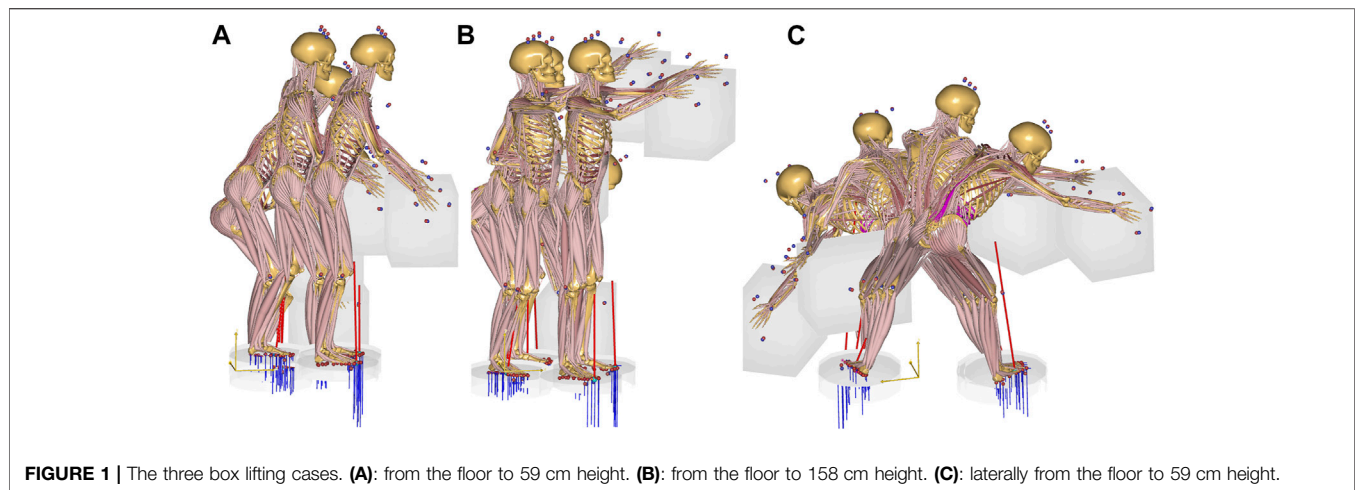 A
B
C
FIGURE 1 | The three box lifting cases. (A): from the floor to 59 cm height. (B): from the floor to 158 cm height. (C): laterally from the floor to 59 cm height.